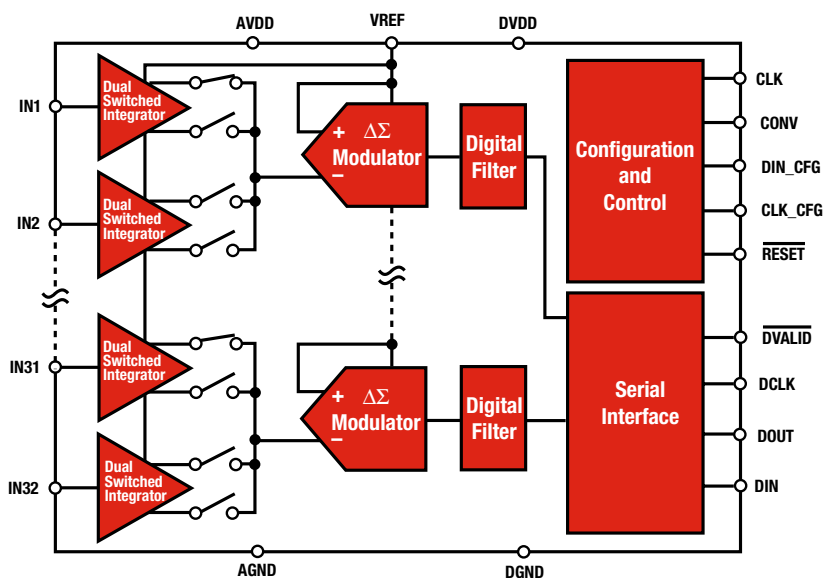 AVDD
VREF
DVDD
IN1
Dual
Switched
Integrator
IN2
Dual
Switched
Integrator
IN31
Dual
Switched
Integrator
IN32
Dual
Switched
Integrator
+
ΔΣ
Modulator
−
Digital
Filter
+
ΔΣ
Modulator
−
Digital
Filter
Configuration
and
Control
CLK
CONV
DIN_CFG
CLK_CFG
RESET
Serial
Interface
DVALID
DCLK
DOUT
DIN
AGND
DGND